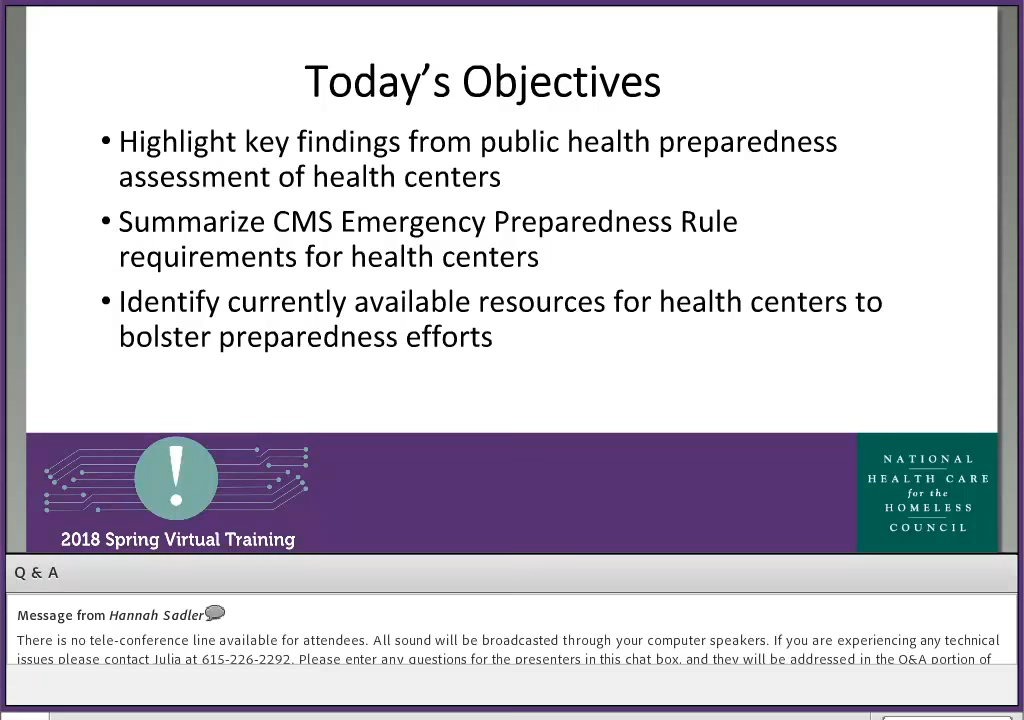 Today’s Objectives
• Highlight key findings from public health preparedness
assessment of health centers
• Summarize CMS Emergency Preparedness Rule
requirements for health centers
• Identify currently available resources for health centers to
bolster preparedness efforts
!
2018 Spring Virtual Training
NATIONAL
HEALTH CARE
for the
HOMELESS
COUNCIL
Q & A
Message from Hannah Sadler
There is no tele-conference line available for attendees. All sound will be broadcasted through your computer speakers. If you are experiencing any technical
issues please contact Julia at 615-226-2292. Please enter any questions for the presenters in this chat box, and they will be addressed in the Q&A portion of